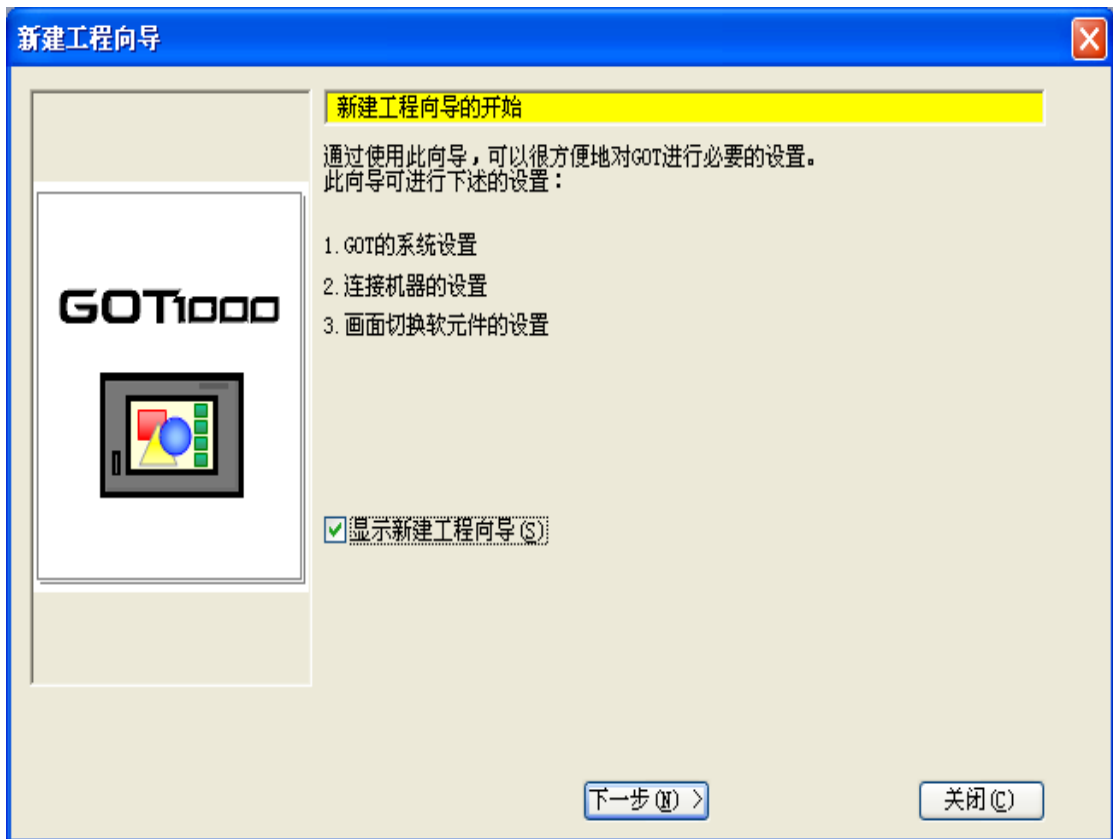 新建工程向导
新建工程向导的开始
通过使用此向导，可以很方便地对GOT进行必要的设置。
此向导可进行下述的设置：
1.GOT的系统设置
2.连接机器的设置
3.画面切换软元件的设置
GOT1000
显示新建工程向导(S)
下一步(N) >
关闭(C)